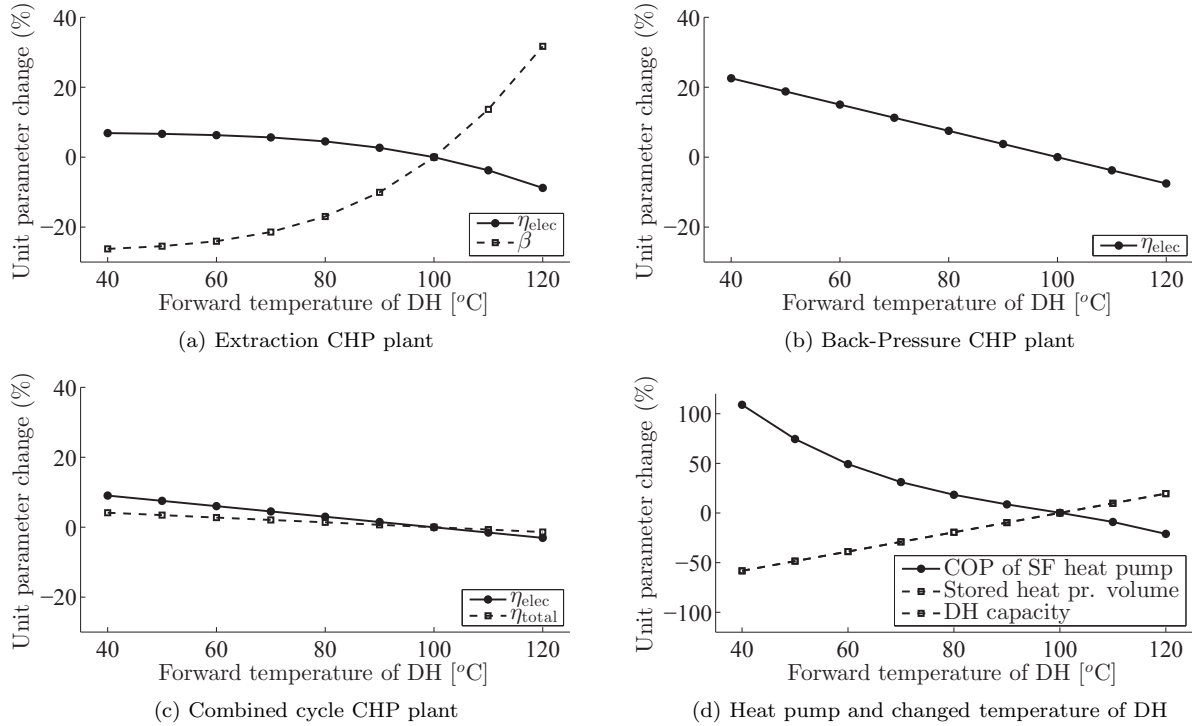 Unit parameter change (%)
40
20
0
−20
40 60 80 100 120
η_elec
β
Forward temperature of DH [°C]
(a) Extraction CHP plant
Unit parameter change (%)
40
20
0
−20
40 60 80 100 120
η_elec
Forward temperature of DH [°C]
(b) Back-Pressure CHP plant
Unit parameter change (%)
40
20
0
−20
40 60 80 100 120
η_elec
η_total
Forward temperature of DH [°C]
(c) Combined cycle CHP plant
Unit parameter change (%)
100
50
0
−50
−100
40 60 80 100 120
COP of SF heat pump
Stored heat pr. volume
DH capacity
Forward temperature of DH [°C]
(d) Heat pump and changed temperature of DH